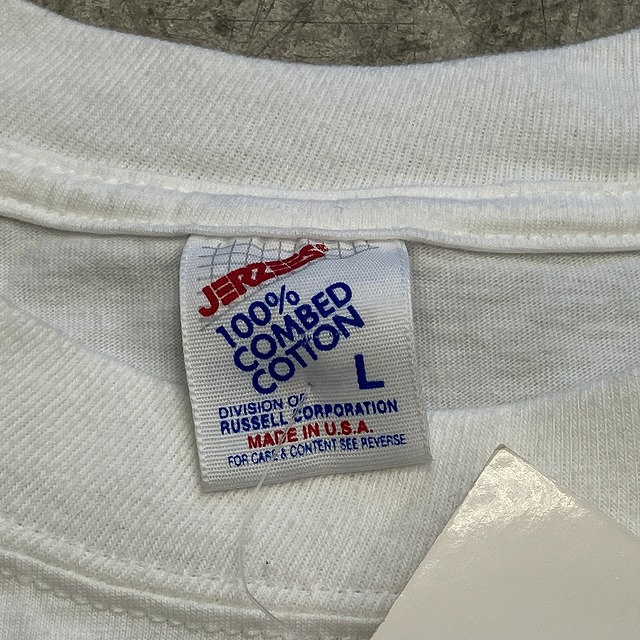 JERZEES®
100%
COMBED
COTTON
L
DIVISION OF
RUSSELL CORPORATION
MADE IN U.S.A.
FOR CARE & CONTENT SEE REVERSE